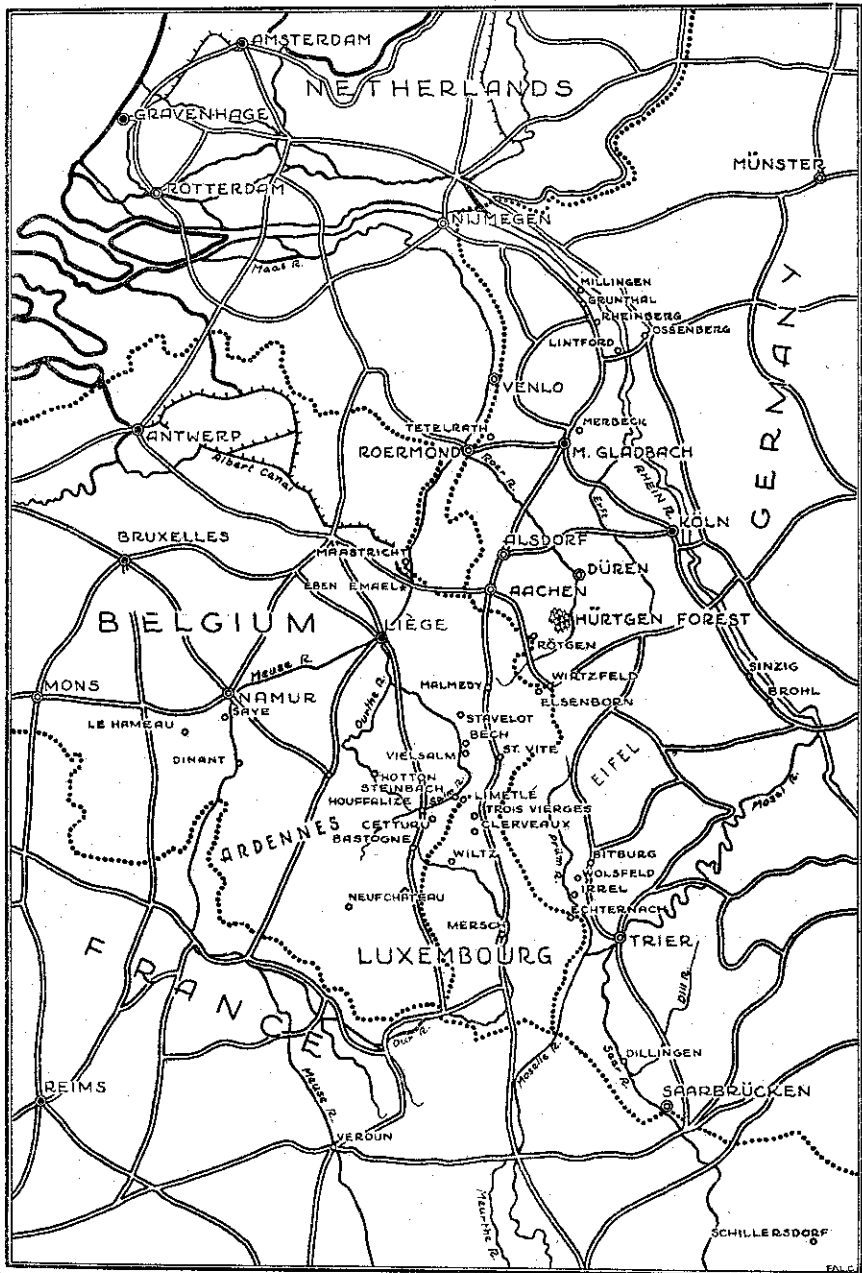 AMSTERDAM
NETHERLANDS
GRAVENHAGE
MÜNSTER
ROTTERDAM
NIJMEGEN
Maas R.
MILLINGEN
GRUNTHAL
RHEINBERG
OSSENBERG
LINTFORD
GERMANY
VENLO
TETELRATH
MERBECK
ANTWERP
ROERMOND
M. GLADBACH
Albert Canal
Roer R.
RHEIN R.
Erft
KÖLN
BRUXELLES
MAASTRICHT
ALSDORF
EBEN EMAEL
AACHEN
DÜREN
BELGIUM
LIÈGE
HÜRTGEN FOREST
RÖTGEN
Meuse R.
WIRTZFELD
SINZIG
MONS
NAMUR
Ourthe R.
MALMEDY
ELSENBORN
BROHL
SAYE
LE HAMEAU
STAVELOT
BECH
DINANT
VIELSALM
ST. VITE
EIFEL
HOTTON
STEINBACH
Salm R.
LIMETLÉ
Mosel R.
HOUFFALIZE
TROIS VIERGES
CETTURU
CLERVEAUX
ARDENNES
BASTOGNE
Prüm R.
WILTZ
BITBURG
WOLSFELD
NEUFCHÂTEAU
IRREL
ECHTERNACH
MERSCH
TRIER
LUXEMBOURG
FRANCE
Dill R.
Our R.
Saar R.
DILLINGEN
Moselle R.
REIMS
Meuse R.
SAARBRÜCKEN
VERDUN
Meurthe R.
SCHILLERSDORF